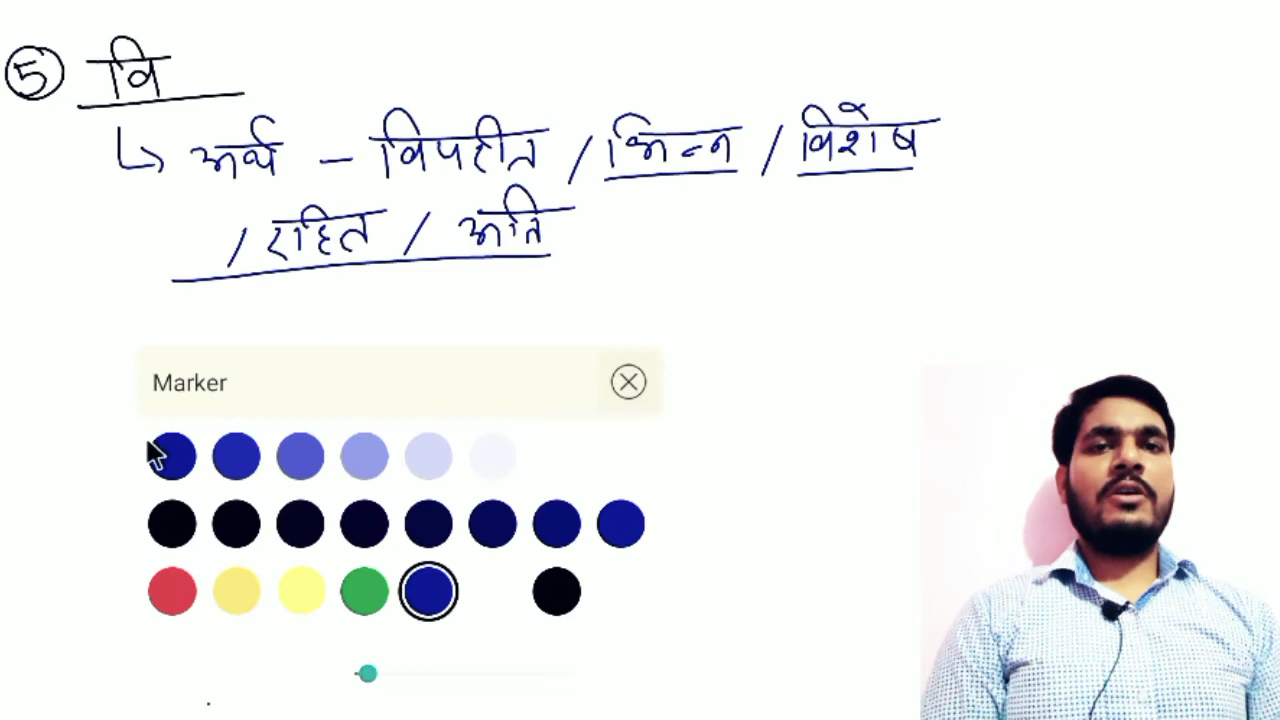 5 वि
↳ अर्थ - विपरीत / भिन्न / विशेष
/ रहित / अति
Marker